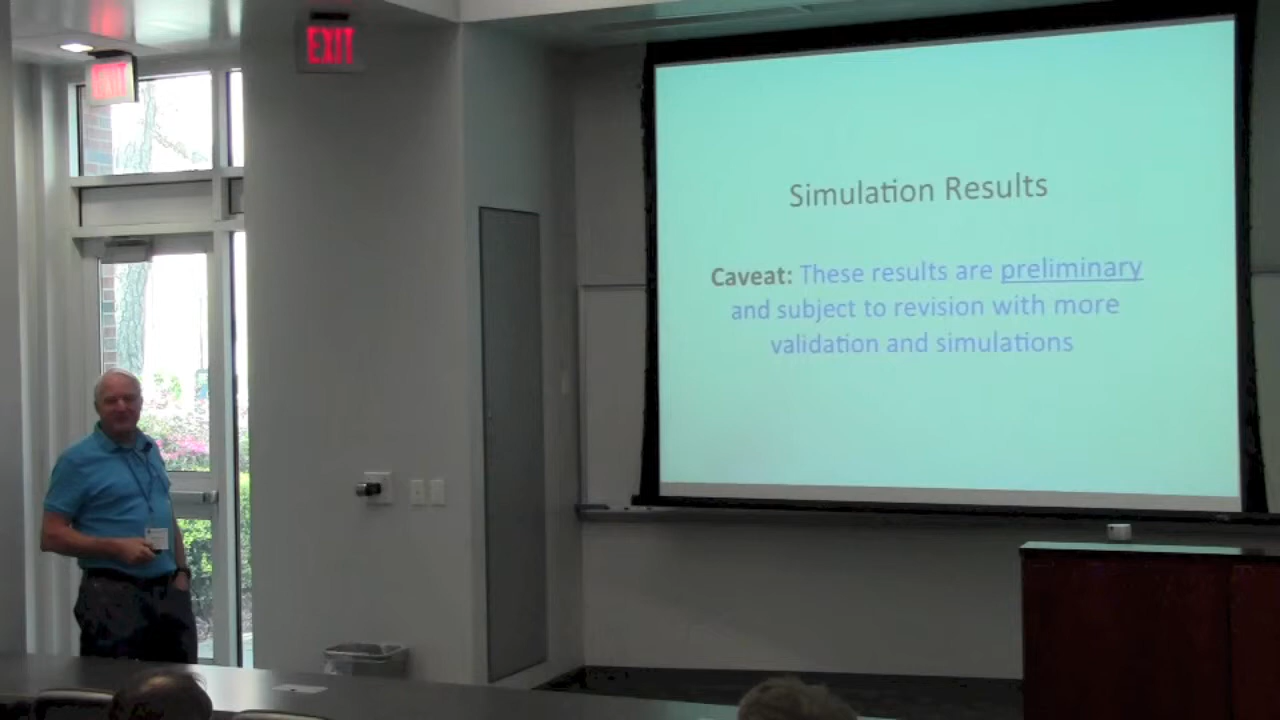 EXIT
EXIT
Simulation Results
Caveat: These results are preliminary
and subject to revision with more
validation and simulations